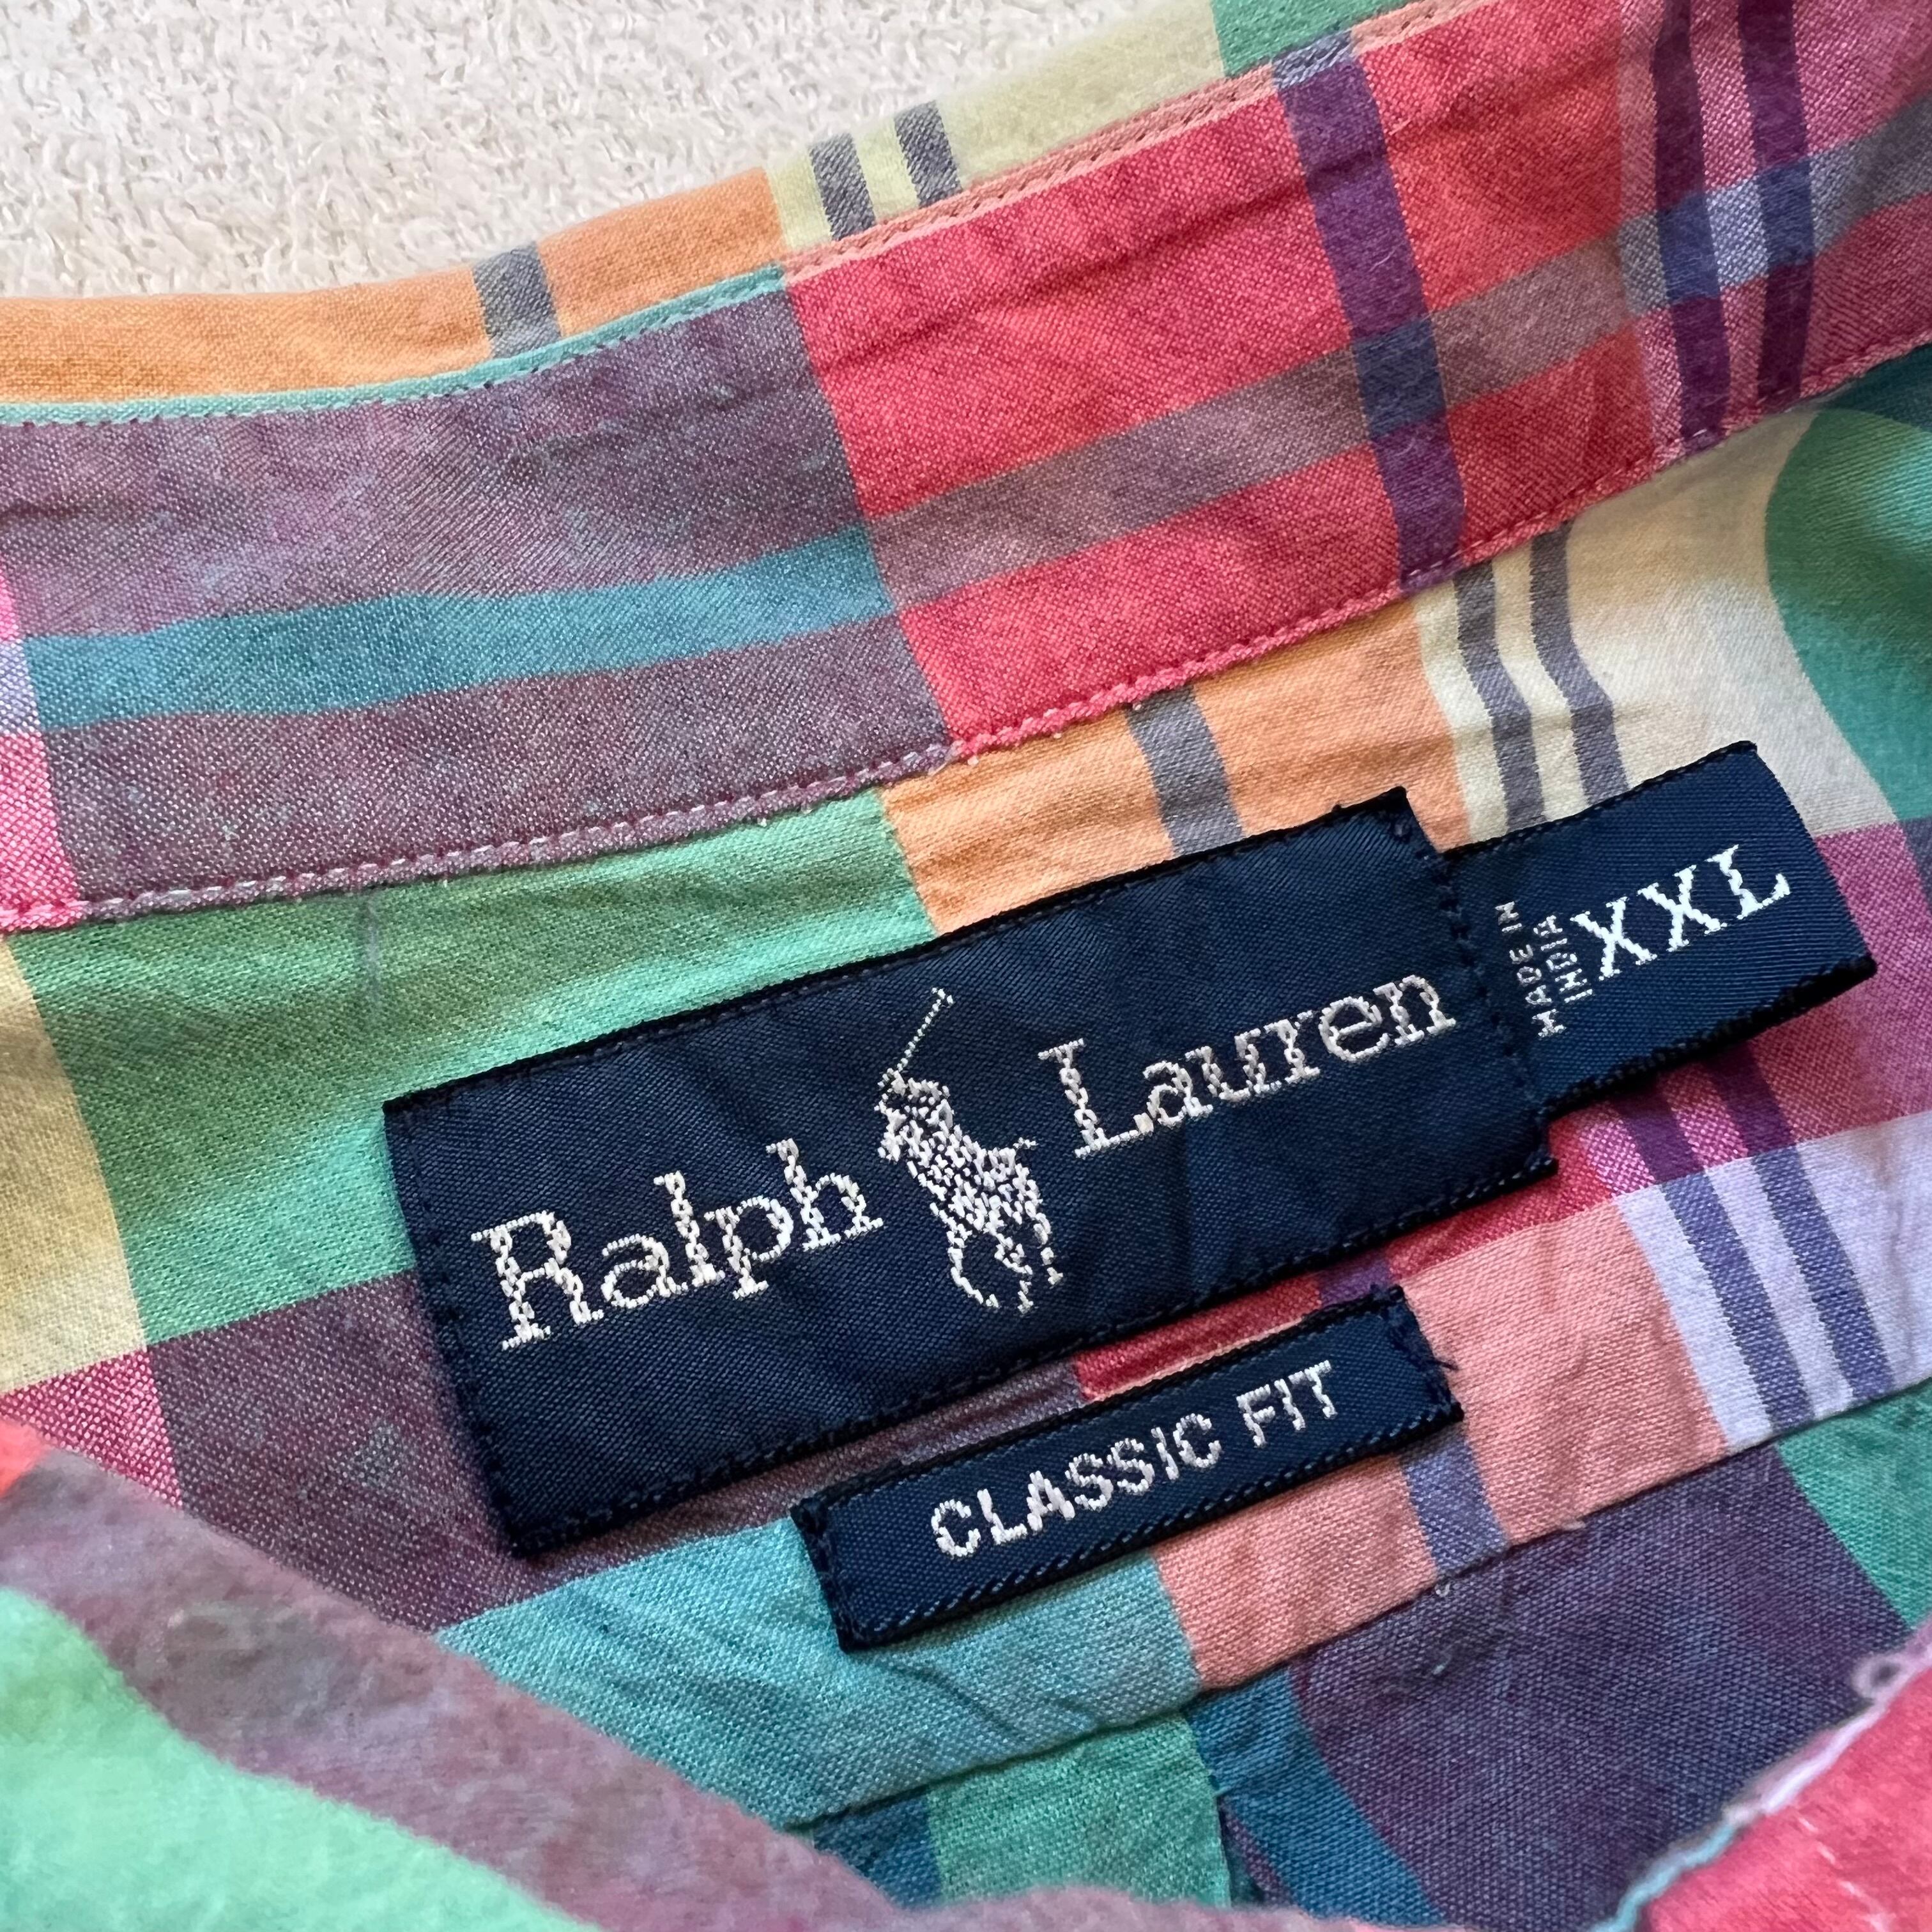 Ralph Lauren
MADE IN
INDIA
XXL
CLASSIC FIT